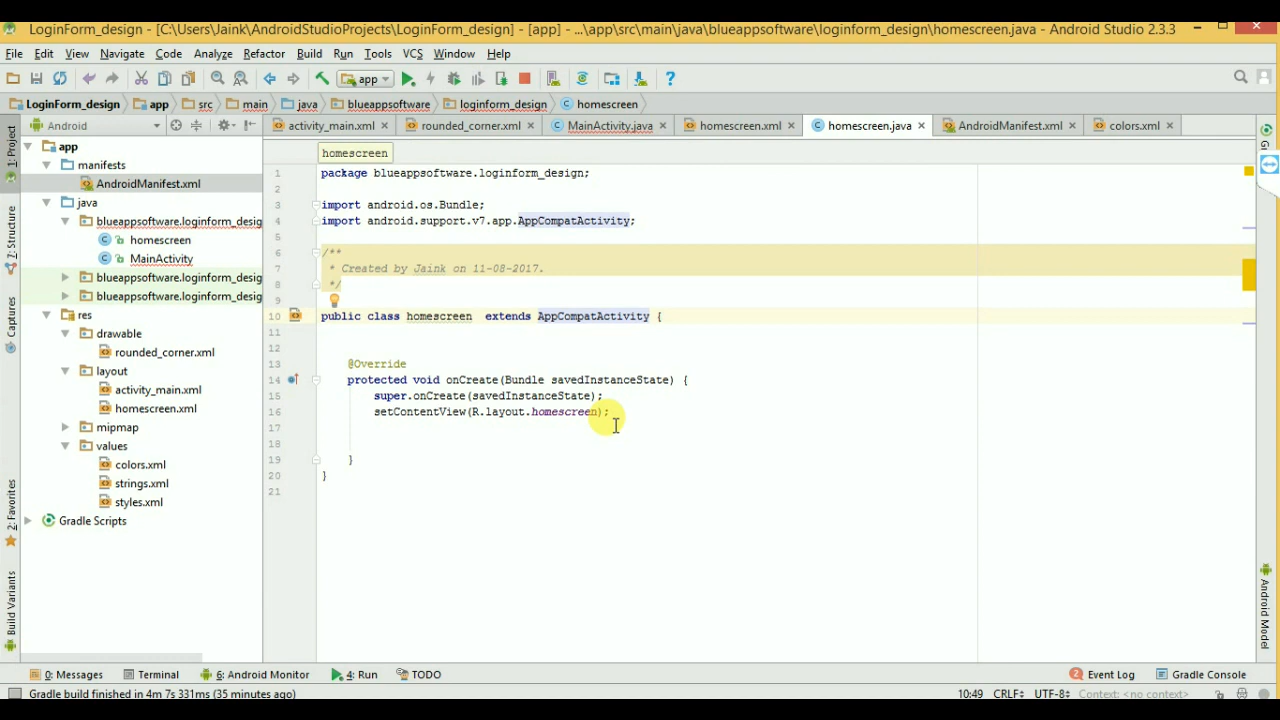 LoginForm_design - [C:\Users\Jaink\AndroidStudioProjects\LoginForm_design] - [app] - ...\app\src\main\java\blueappsoftware\loginform_design\homescreen.java - Android Studio 2.3.3
File Edit View Navigate Code Analyze Refactor Build Run Tools VCS Window Help
app
LoginForm_design app src main java blueappsoftware loginform_design homescreen
Android activity_main.xml rounded_corner.xml MainActivity.java homescreen.xml homescreen.java AndroidManifest.xml colors.xml
1: Project
7: Structure
Captures
2: Favorites
Build Variants
app
manifests
AndroidManifest.xml
java
blueappsoftware.loginform_desig
homescreen
MainActivity
blueappsoftware.loginform_desig
blueappsoftware.loginform_desig
res
drawable
rounded_corner.xml
layout
activity_main.xml
homescreen.xml
mipmap
values
colors.xml
strings.xml
styles.xml
Gradle Scripts
homescreen
1 package blueappsoftware.loginform_design;
2
3 import android.os.Bundle;
4 import android.support.v7.app.AppCompatActivity;
5
6 /**
7 * Created by Jaink on 11-08-2017.
8 */
9
10 public class homescreen extends AppCompatActivity {
11
12
13 @Override
14 protected void onCreate(Bundle savedInstanceState) {
15 super.onCreate(savedInstanceState);
16 setContentView(R.layout.homescreen);
17
18
19 }
20 }
21
Android Model
0: Messages Terminal 6: Android Monitor 4: Run TODO Event Log Gradle Console
Gradle build finished in 4m 7s 331ms (35 minutes ago) 10:49 CRLF UTF-8 Context: <no context>